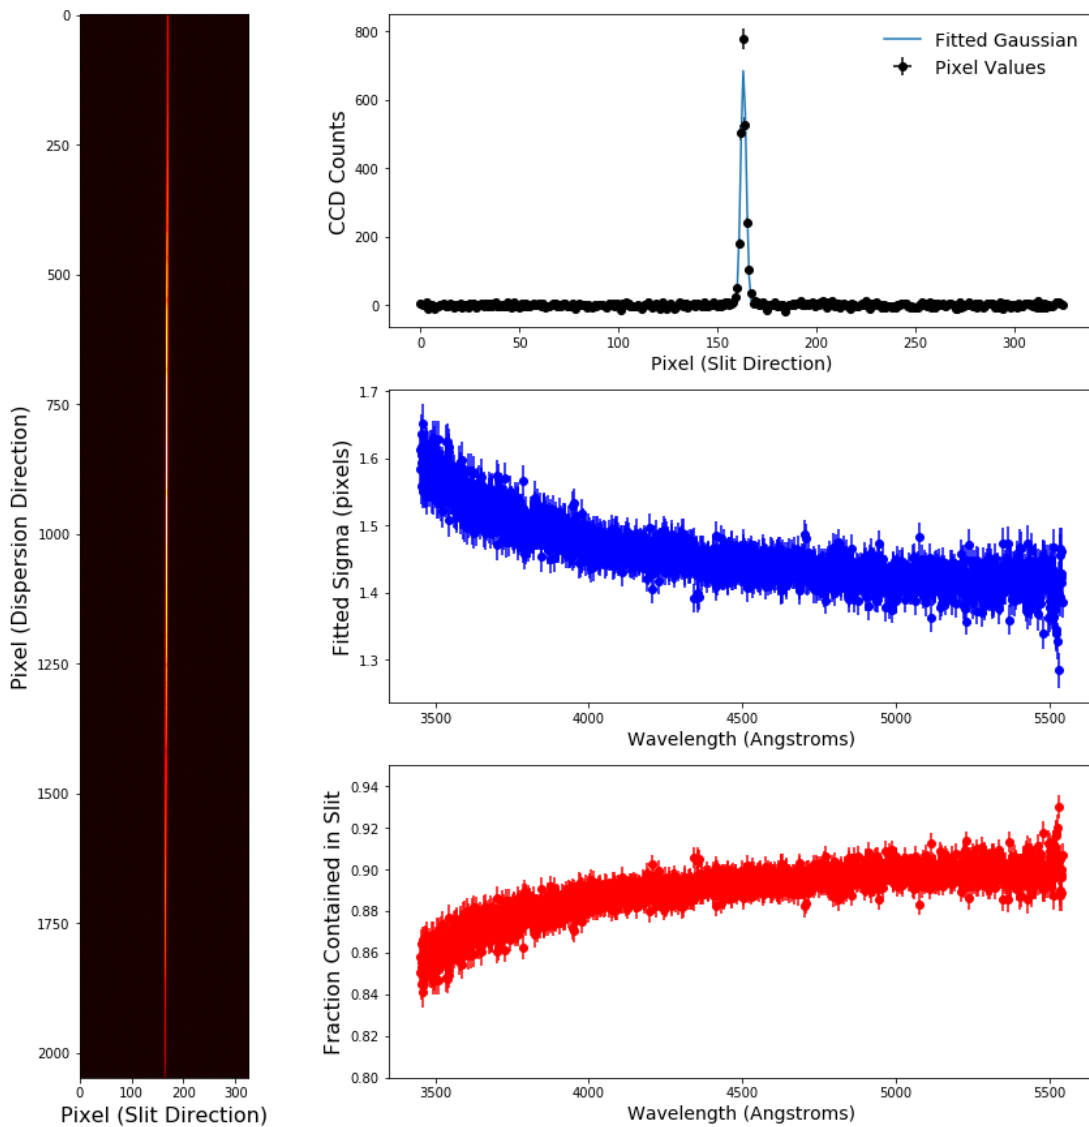 0
250
500
750
1000
1250
1500
1750
2000
Pixel (Dispersion Direction)
0 100 200 300
Pixel (Slit Direction)
800
600
400
200
0
CCD Counts
Fitted Gaussian
Pixel Values
0 50 100 150 200 250 300
Pixel (Slit Direction)
1.7
1.6
1.5
1.4
1.3
Fitted Sigma (pixels)
3500 4000 4500 5000 5500
Wavelength (Angstroms)
0.94
0.92
0.90
0.88
0.86
0.84
0.82
0.80
Fraction Contained in Slit
3500 4000 4500 5000 5500
Wavelength (Angstroms)